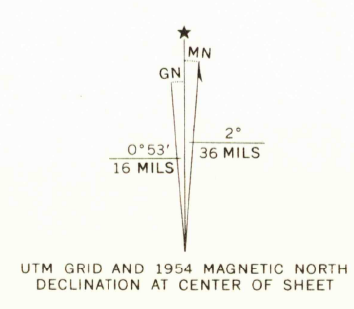 ★
MN
GN
0°53'
16 MILS
2°
36 MILS
UTM GRID AND 1954 MAGNETIC NORTH
DECLINATION AT CENTER OF SHEET